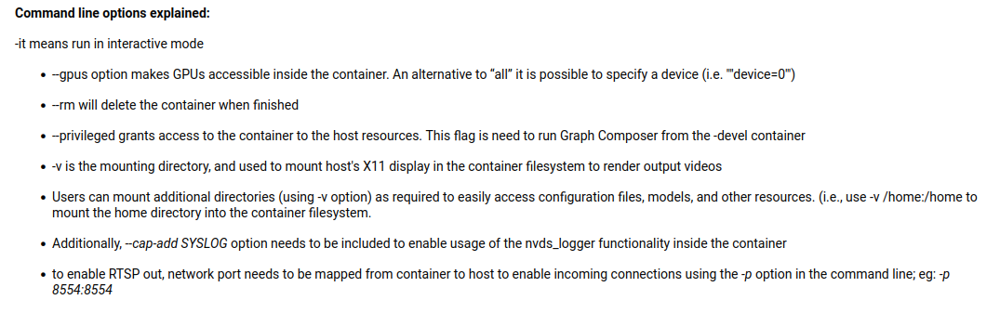 Command line options explained:
-it means run in interactive mode
• --gpus option makes GPUs accessible inside the container. An alternative to “all” it is possible to specify a device (i.e. '"device=0"')
• --rm will delete the container when finished
• --privileged grants access to the container to the host resources. This flag is need to run Graph Composer from the -devel container
• -v is the mounting directory, and used to mount host's X11 display in the container filesystem to render output videos
• Users can mount additional directories (using -v option) as required to easily access configuration files, models, and other resources. (i.e., use -v /home:/home to
mount the home directory into the container filesystem.
• Additionally, --cap-add SYSLOG option needs to be included to enable usage of the nvds_logger functionality inside the container
• to enable RTSP out, network port needs to be mapped from container to host to enable incoming connections using the -p option in the command line; eg: -p
8554:8554